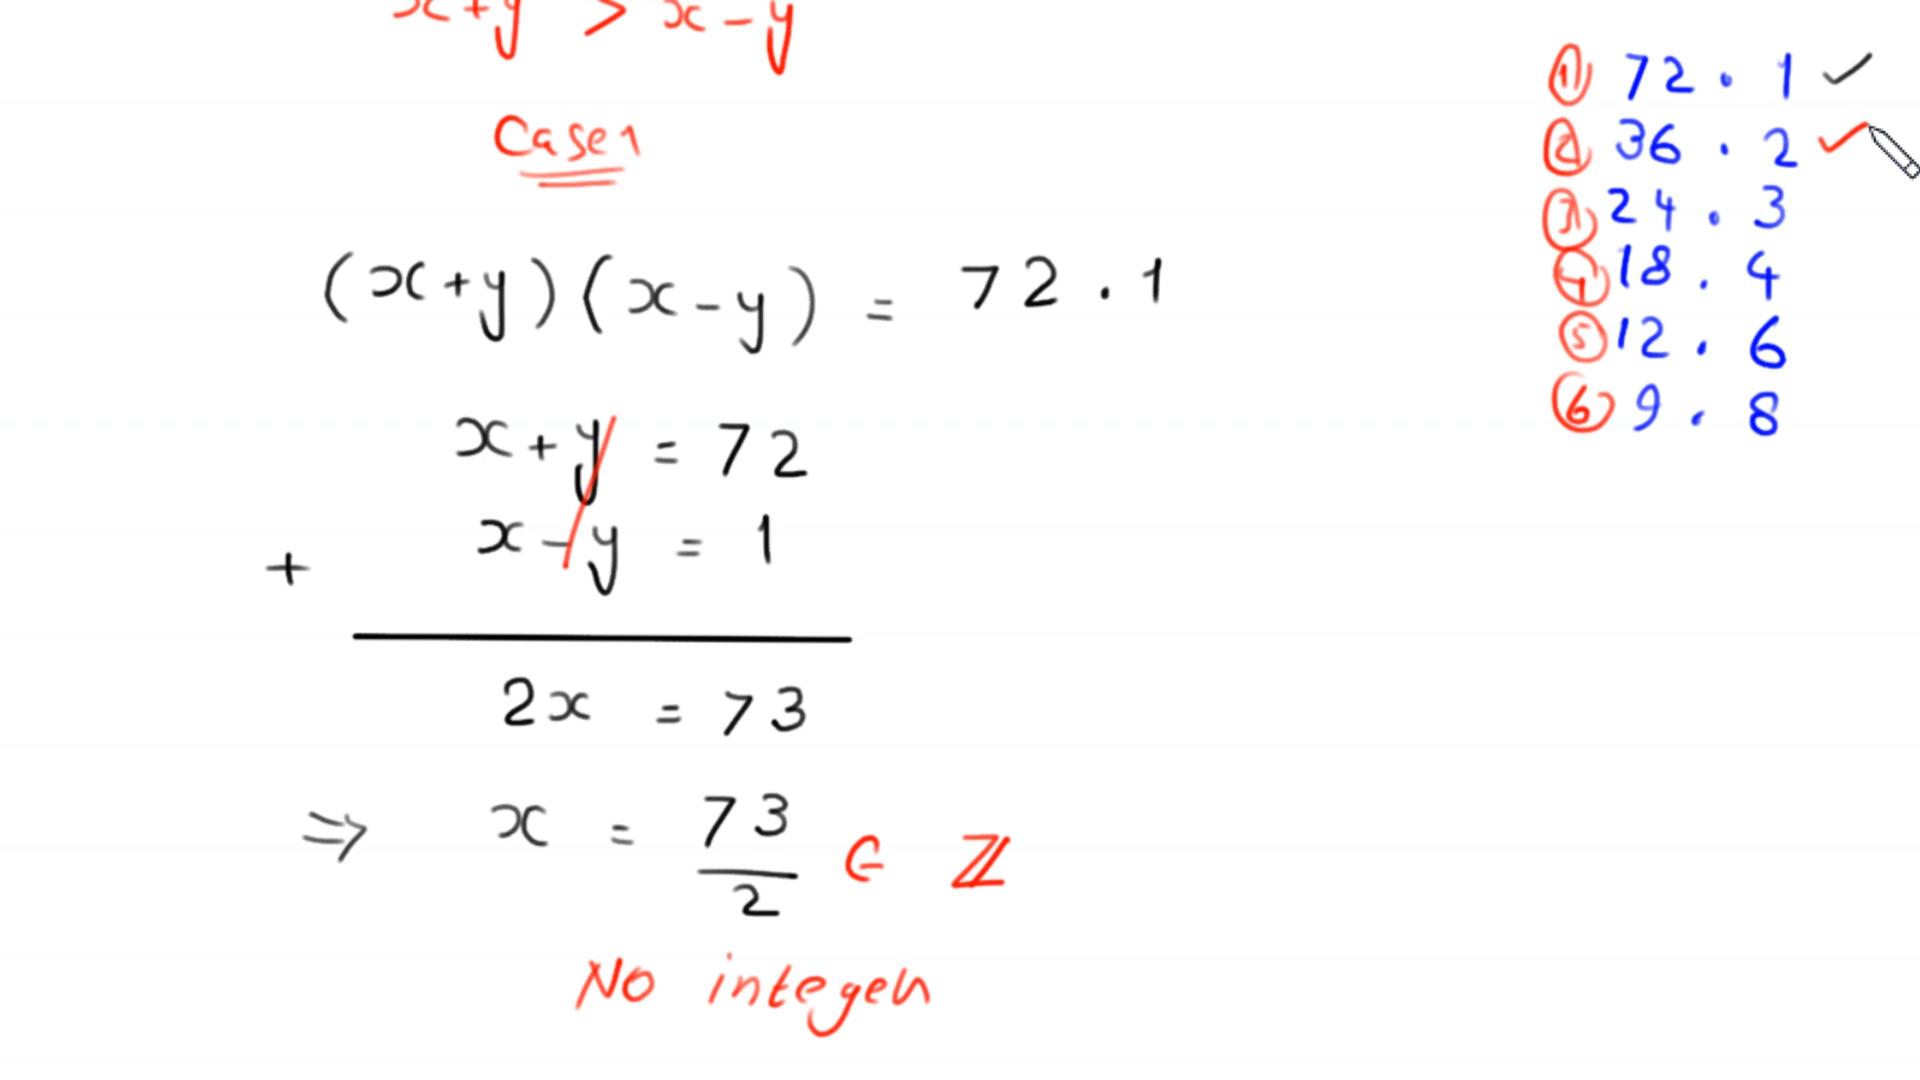 x+y > x-y
Case 1
(x+y)(x-y) = 72 . 1
x+y = 72
+ x-y = 1
2x = 73
⇒ x = 73/2 ∈ ℤ
No integer
① 72 . 1 ✓
② 36 . 2 ✓
③ 24 . 3
④ 18 . 4
⑤ 12 . 6
⑥ 9 . 8